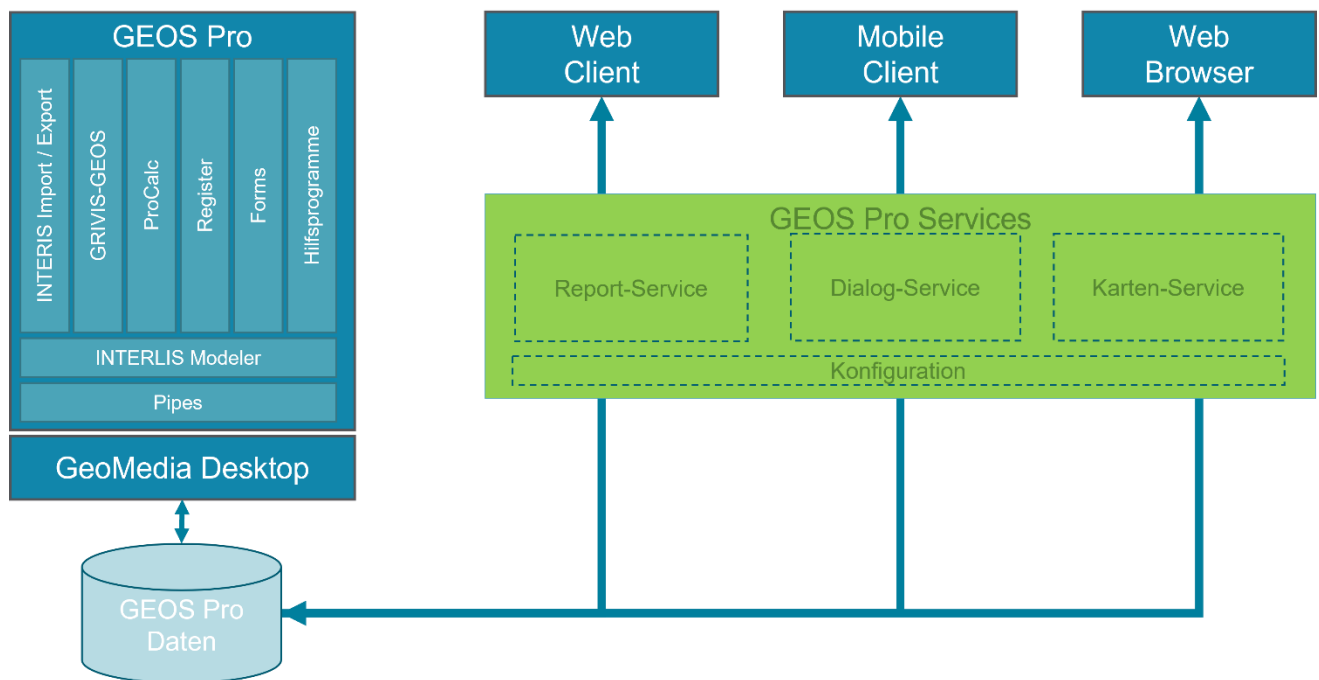 GEOS Pro
INTERIS Import / Export
GRIVIS-GEOS
ProCalc
Register
Forms
Hilfsprogramme
INTERLIS Modeler
Pipes
GeoMedia Desktop
GEOS Pro
Daten
Web
Client
Mobile
Client
Web
Browser
GEOS Pro Services
Report-Service
Dialog-Service
Karten-Service
Konfiguration